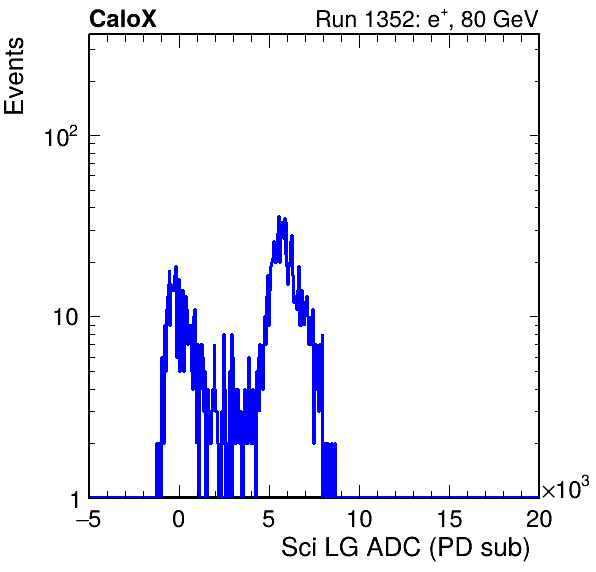 CaloX Run 1352: e⁺, 80 GeV
Events
10²
10
1
−5 0 5 10 15 20 ×10³
Sci LG ADC (PD sub)